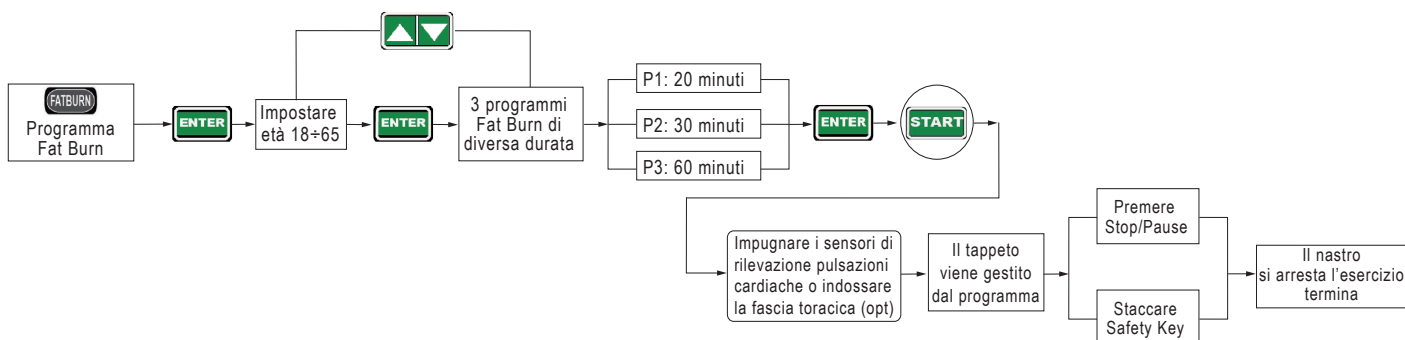 FATBURN
Programma
Fat Burn
ENTER
Impostare
età 18÷65
ENTER
3 programmi
Fat Burn di
diversa durata
P1: 20 minuti
P2: 30 minuti
P3: 60 minuti
ENTER
START
Impugnare i sensori di
rilevazione pulsazioni
cardiache o indossare
la fascia toracica (opt)
Il tappeto
viene gestito
dal programma
Premere
Stop/Pause
Staccare
Safety Key
Il nastro
si arresta l'esercizio
termina